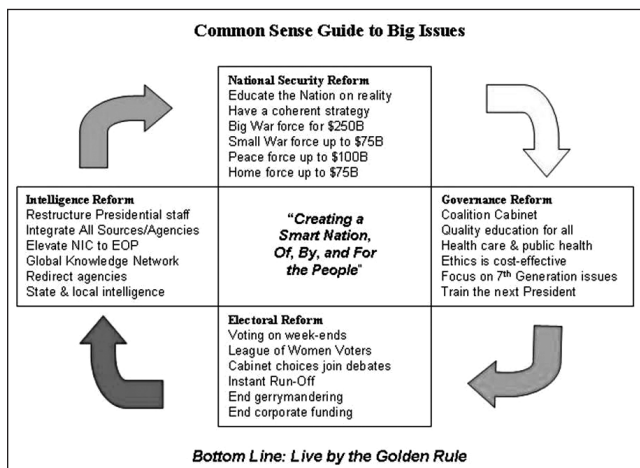 Common Sense Guide to Big Issues
National Security Reform
Educate the Nation on reality
Have a coherent strategy
Big War force for $250B
Small War force up to $75B
Peace force up to $100B
Home force up to $75B
Intelligence Reform
Restructure Presidential staff
Integrate All Sources/Agencies
Elevate NIC to EOP
Global Knowledge Network
Redirect agencies
State & local intelligence
"Creating a
Smart Nation,
Of, By, and For
the People"
Governance Reform
Coalition Cabinet
Quality education for all
Health care & public health
Ethics is cost-effective
Focus on 7th Generation issues
Train the next President
Electoral Reform
Voting on week-ends
League of Women Voters
Cabinet choices join debates
Instant Run-Off
End gerrymandering
End corporate funding
Bottom Line: Live by the Golden Rule